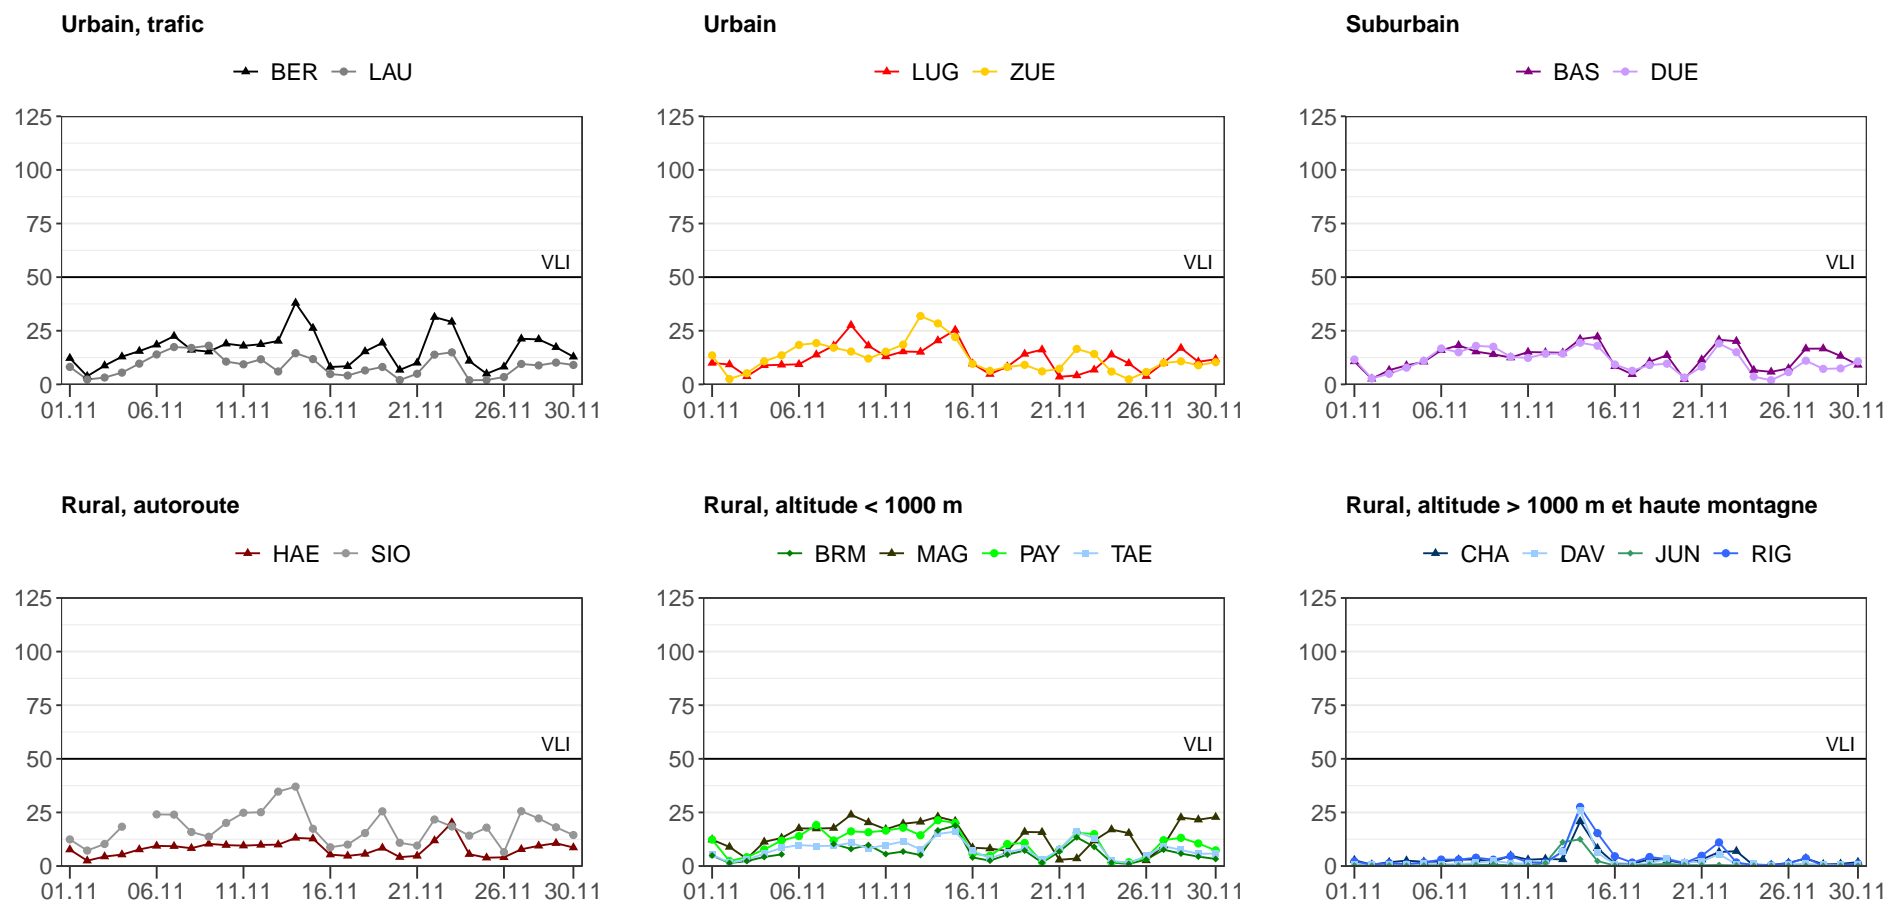 Urbain, trafic
BER LAU
125
100
75
50
25
0
VLI
01.11 06.11 11.11 16.11 21.11 26.11 30.11
Urbain
LUG ZUE
125
100
75
50
25
0
VLI
01.11 06.11 11.11 16.11 21.11 26.11 30.11
Suburbain
BAS DUE
125
100
75
50
25
0
VLI
01.11 06.11 11.11 16.11 21.11 26.11 30.11
Rural, autoroute
HAE SIO
125
100
75
50
25
0
VLI
01.11 06.11 11.11 16.11 21.11 26.11 30.11
Rural, altitude < 1000 m
BRM MAG PAY TAE
125
100
75
50
25
0
VLI
01.11 06.11 11.11 16.11 21.11 26.11 30.11
Rural, altitude > 1000 m et haute montagne
CHA DAV JUN RIG
125
100
75
50
25
0
VLI
01.11 06.11 11.11 16.11 21.11 26.11 30.11